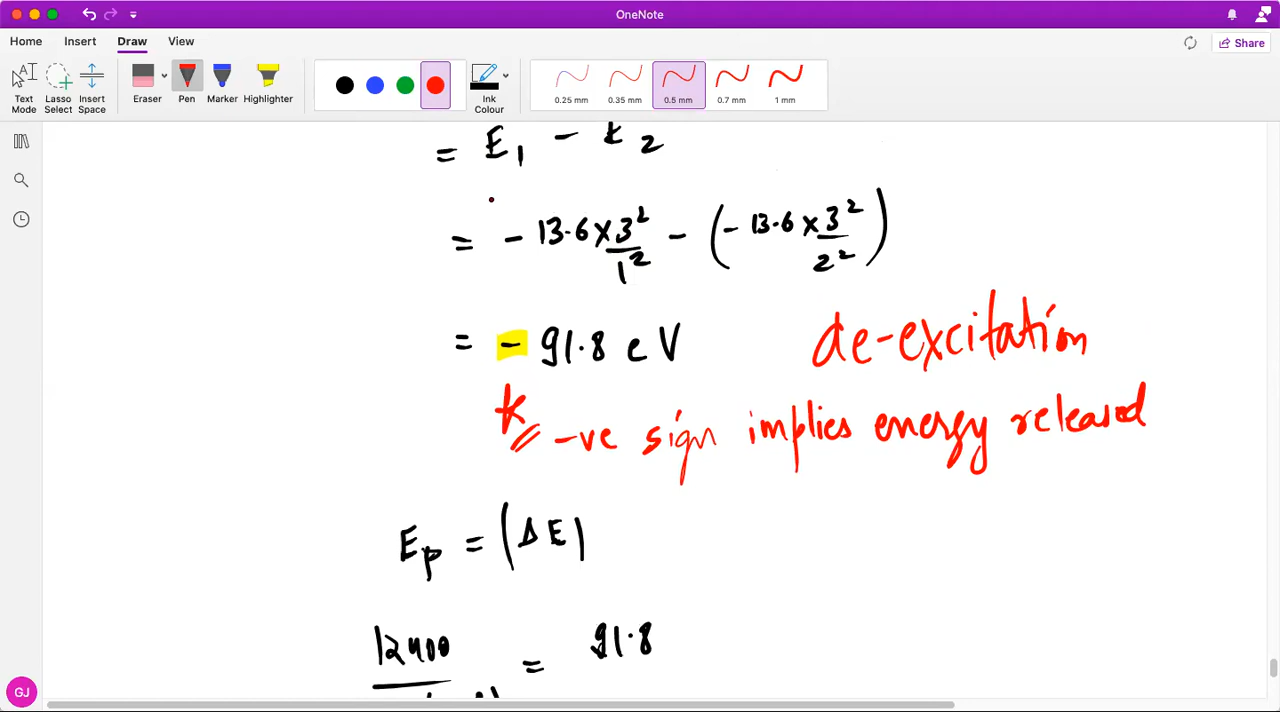 OneNote
Home Insert Draw View
Share
Text Mode
Lasso Select
Insert Space
Eraser
Pen
Marker
Highlighter
Ink Colour
0.25 mm
0.35 mm
0.5 mm
0.7 mm
1 mm
= E1 - E2
= - 13.6 x 3²/1² - (- 13.6 x 3²/2²)
= - 91.8 eV
de-excitation
-ve sign implies energy released
Ep = |ΔE|
12400 = 91.8
GJ